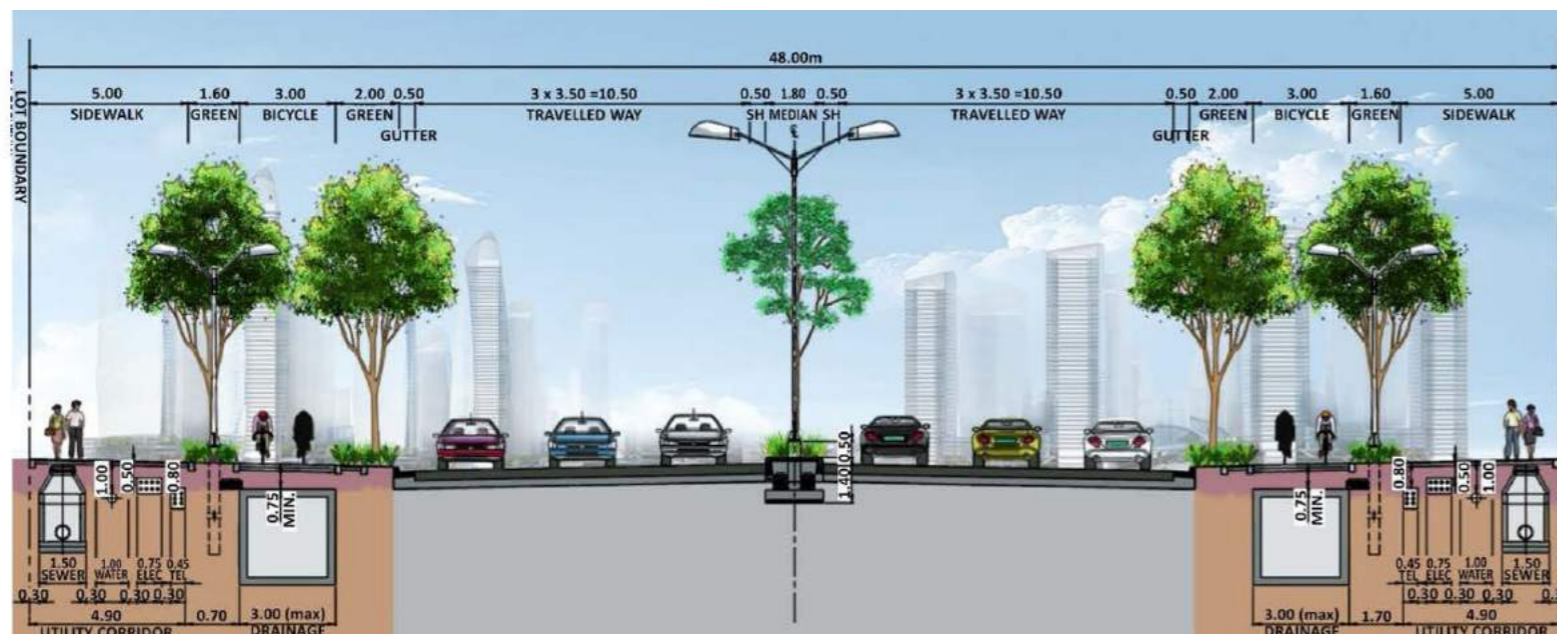 48.00m
5.00 1.60 3.00 2.00 0.50 3 x 3.50 =10.50 0.50 1.80 0.50 3 x 3.50 =10.50 0.50 2.00 3.00 1.60 5.00
SIDEWALK GREEN BICYCLE GREEN TRAVELLED WAY SH MEDIAN SH TRAVELLED WAY GREEN BICYCLE GREEN SIDEWALK
GUTTER GUTTER
LOT BOUNDARY
1.00 0.50 0.80
0.75
MIN.
0.50
1.40
0.75
MIN.
0.80 0.50 1.00
1.50 1.00 0.75 0.45
SEWER WATER ELEC TEL
0.30 0.30 0.30 0.30 0.30
4.90 0.70 3.00 (max)
UTILITY CORRIDOR DRAINAGE
0.45 0.75 1.00 1.50
TEL ELEC WATER SEWER
0.30 0.30 0.30 0.30
3.00 (max) 1.70 4.90
DRAINAGE UTILITY CORRIDOR